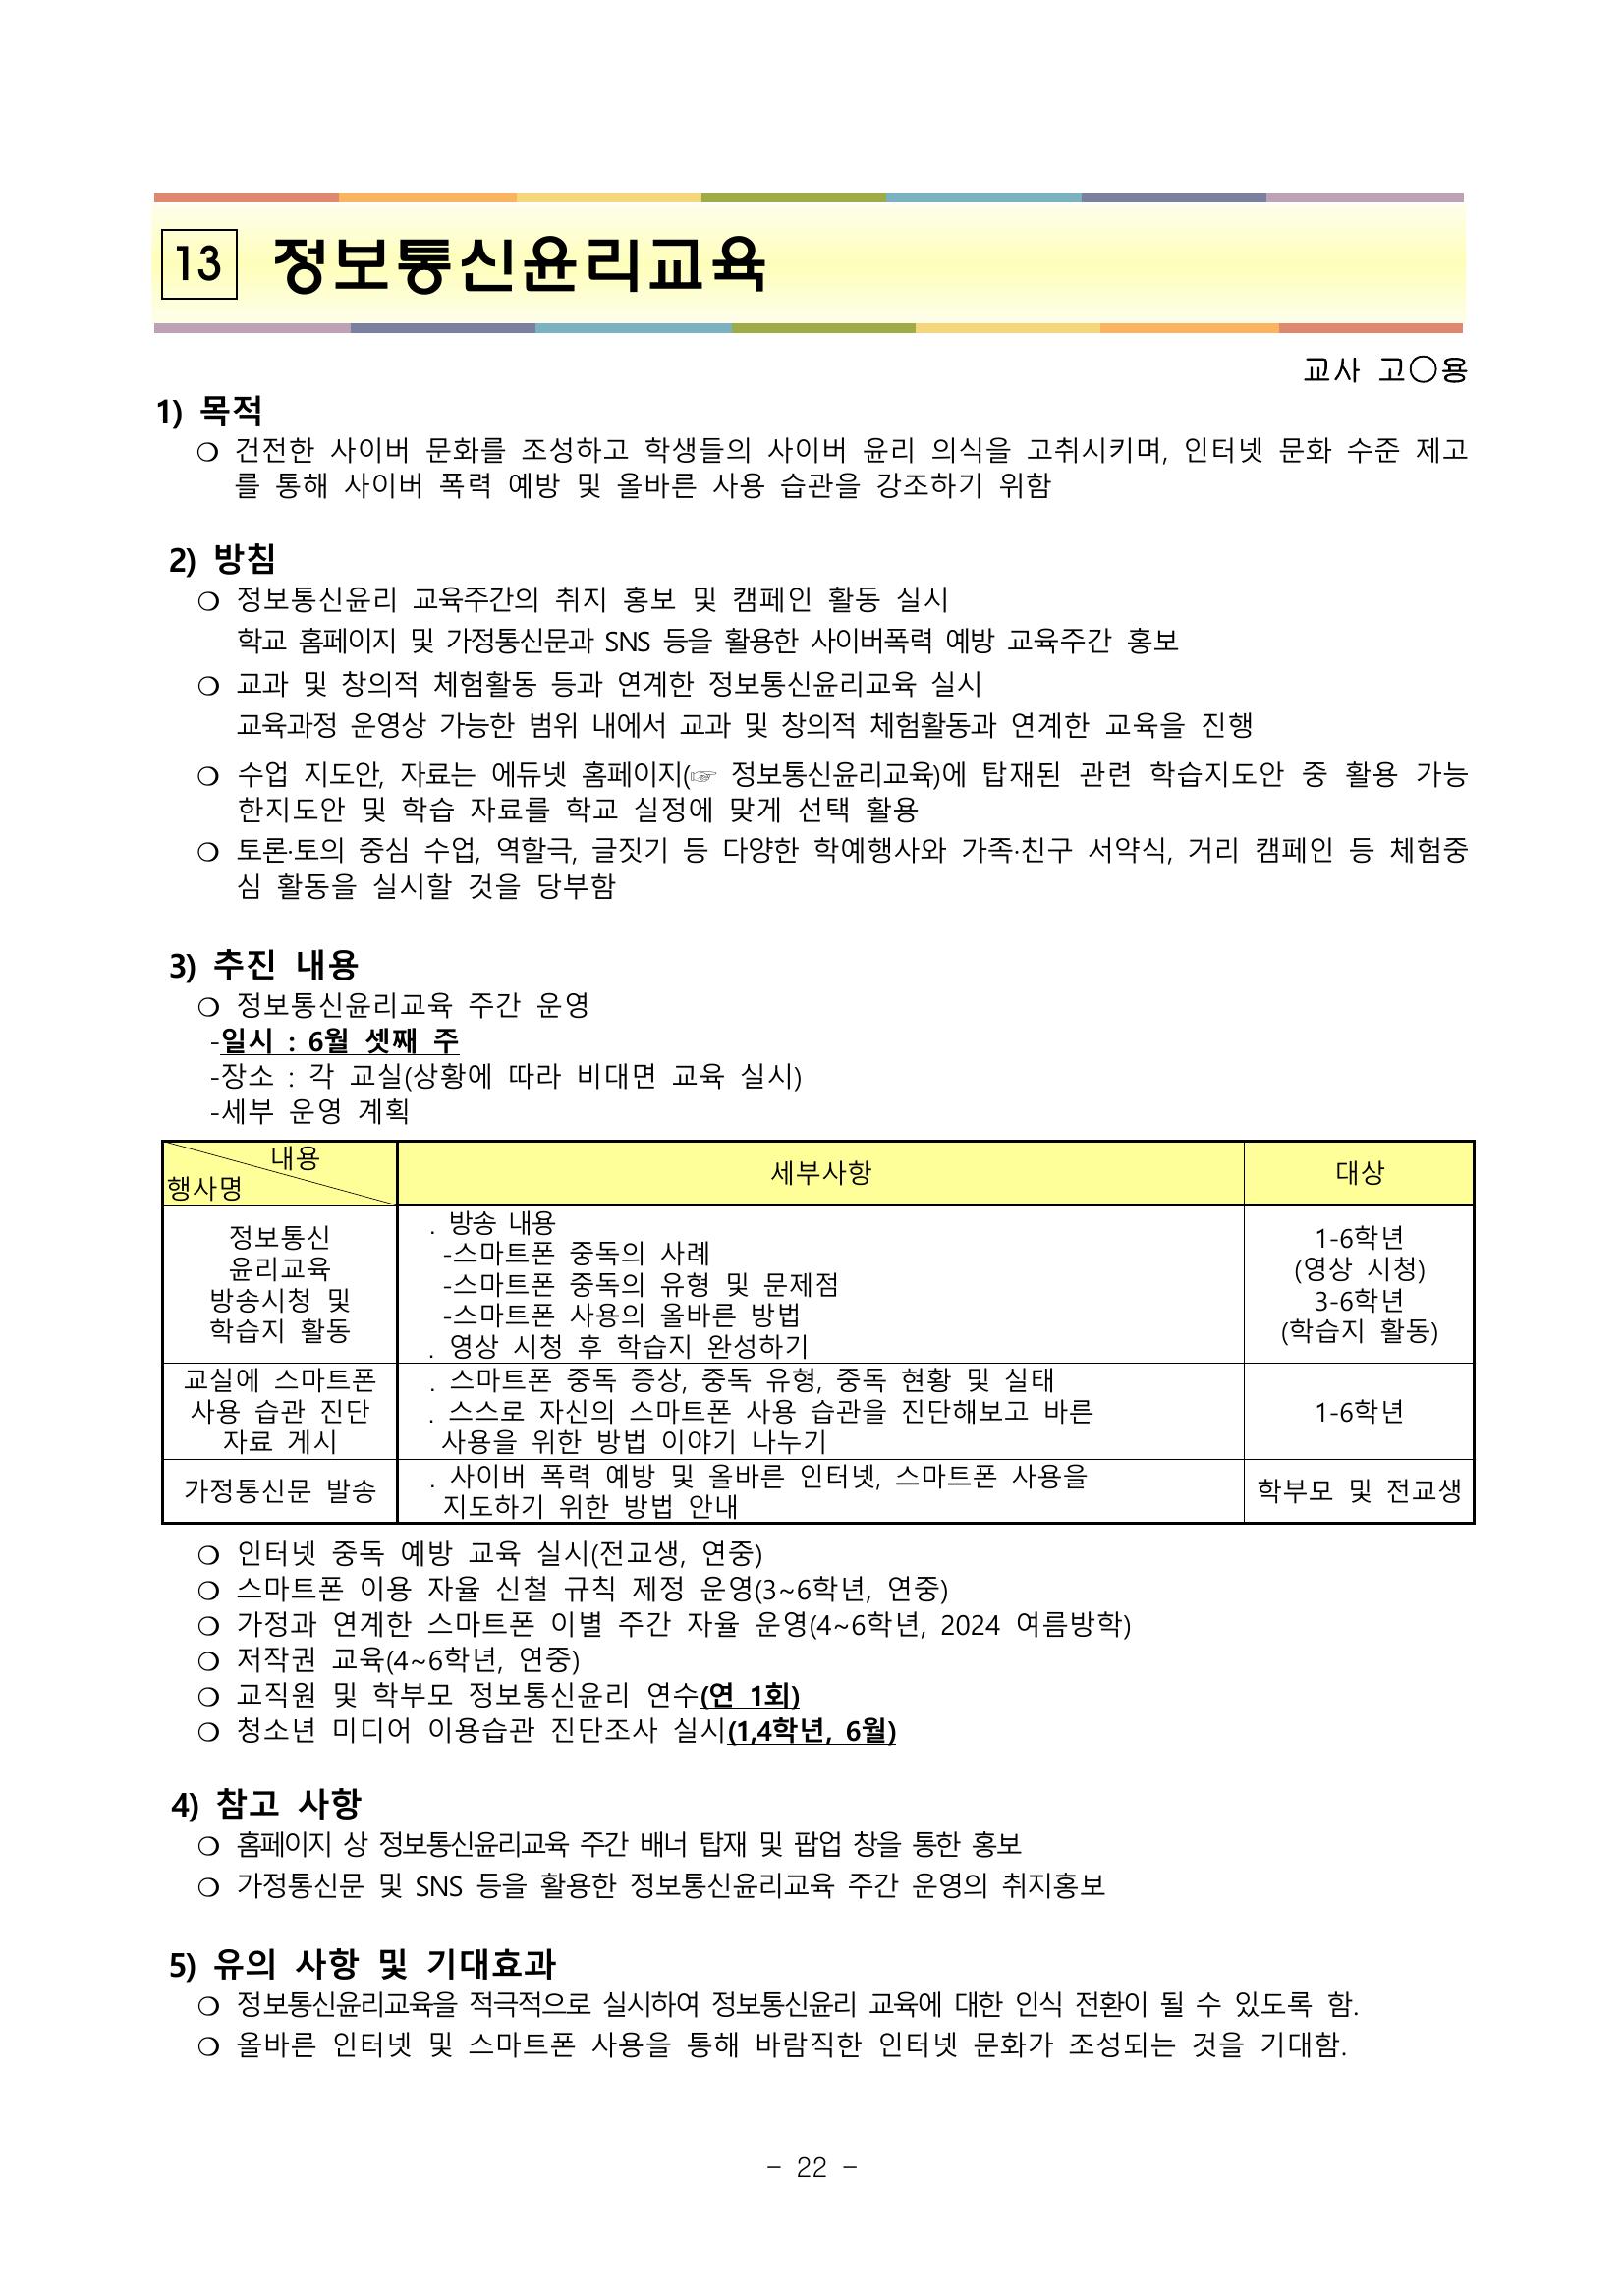 13 정보통신윤리교육
교사 고○용
1) 목적
❍ 건전한 사이버 문화를 조성하고 학생들의 사이버 윤리 의식을 고취시키며, 인터넷 문화 수준 제고
를 통해 사이버 폭력 예방 및 올바른 사용 습관을 강조하기 위함
2) 방침
❍ 정보통신윤리 교육주간의 취지 홍보 및 캠페인 활동 실시
학교 홈페이지 및 가정통신문과 SNS 등을 활용한 사이버폭력 예방 교육주간 홍보
❍ 교과 및 창의적 체험활동 등과 연계한 정보통신윤리교육 실시
교육과정 운영상 가능한 범위 내에서 교과 및 창의적 체험활동과 연계한 교육을 진행
❍ 수업 지도안, 자료는 에듀넷 홈페이지(☞ 정보통신윤리교육)에 탑재된 관련 학습지도안 중 활용 가능
한지도안 및 학습 자료를 학교 실정에 맞게 선택 활용
❍ 토론·토의 중심 수업, 역할극, 글짓기 등 다양한 학예행사와 가족·친구 서약식, 거리 캠페인 등 체험중
심 활동을 실시할 것을 당부함
3) 추진 내용
❍ 정보통신윤리교육 주간 운영
-일시 : 6월 셋째 주
-장소 : 각 교실(상황에 따라 비대면 교육 실시)
-세부 운영 계획
내용
행사명
세부사항
대상
정보통신
윤리교육
방송시청 및
학습지 활동
. 방송 내용
-스마트폰 중독의 사례
-스마트폰 중독의 유형 및 문제점
-스마트폰 사용의 올바른 방법
. 영상 시청 후 학습지 완성하기
1-6학년
(영상 시청)
3-6학년
(학습지 활동)
교실에 스마트폰
사용 습관 진단
자료 게시
. 스마트폰 중독 증상, 중독 유형, 중독 현황 및 실태
. 스스로 자신의 스마트폰 사용 습관을 진단해보고 바른
사용을 위한 방법 이야기 나누기
1-6학년
가정통신문 발송
. 사이버 폭력 예방 및 올바른 인터넷, 스마트폰 사용을
지도하기 위한 방법 안내
학부모 및 전교생
❍ 인터넷 중독 예방 교육 실시(전교생, 연중)
❍ 스마트폰 이용 자율 신철 규칙 제정 운영(3~6학년, 연중)
❍ 가정과 연계한 스마트폰 이별 주간 자율 운영(4~6학년, 2024 여름방학)
❍ 저작권 교육(4~6학년, 연중)
❍ 교직원 및 학부모 정보통신윤리 연수(연 1회)
❍ 청소년 미디어 이용습관 진단조사 실시(1,4학년, 6월)
4) 참고 사항
❍ 홈페이지 상 정보통신윤리교육 주간 배너 탑재 및 팝업 창을 통한 홍보
❍ 가정통신문 및 SNS 등을 활용한 정보통신윤리교육 주간 운영의 취지홍보
5) 유의 사항 및 기대효과
❍ 정보통신윤리교육을 적극적으로 실시하여 정보통신윤리 교육에 대한 인식 전환이 될 수 있도록 함.
❍ 올바른 인터넷 및 스마트폰 사용을 통해 바람직한 인터넷 문화가 조성되는 것을 기대함.
- 22 -